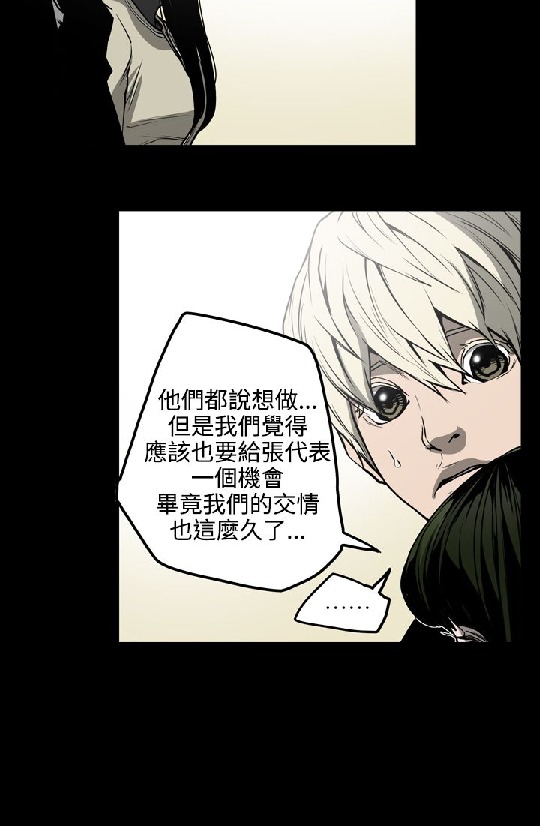 他們都說想做...
但是我們覺得
應該也要給張代表
一個機會
畢竟我們的交情
也這麼久了...
......